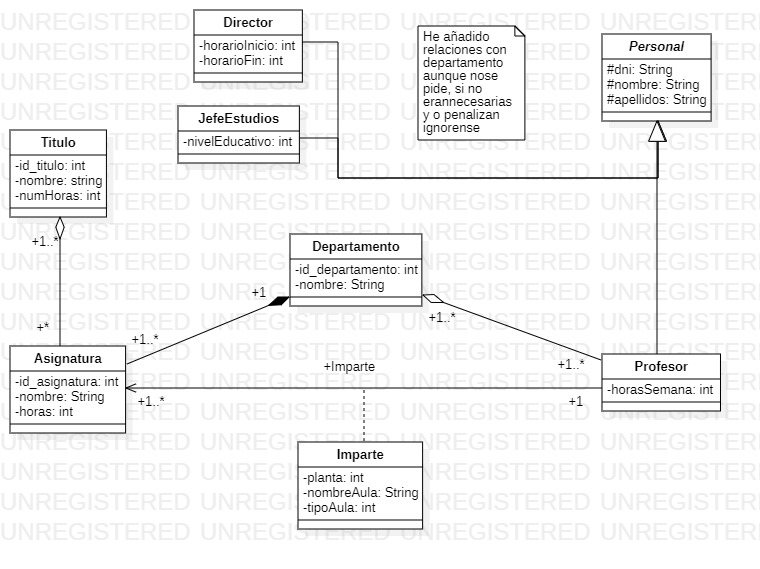 Director
-horarioInicio: int
-horarioFin: int
He añadido
relaciones con
departamento
aunque nose
pide, si no
erannecesarias
y o penalizan
ignorense
Personal
#dni: String
#nombre: String
#apellidos: String
JefeEstudios
-nivelEducativo: int
Titulo
-id_titulo: int
-nombre: string
-numHoras: int
+1..*
Departamento
-id_departamento: int
-nombre: String
+1
+1..*
+*
+1..*
+1..*
Asignatura
-id_asignatura: int
-nombre: String
-horas: int
+Imparte
Profesor
-horasSemana: int
+1..*
+1
Imparte
-planta: int
-nombreAula: String
-tipoAula: int
UNREGISTERED UNREGISTERED UNREGISTERED UNREGISTERED